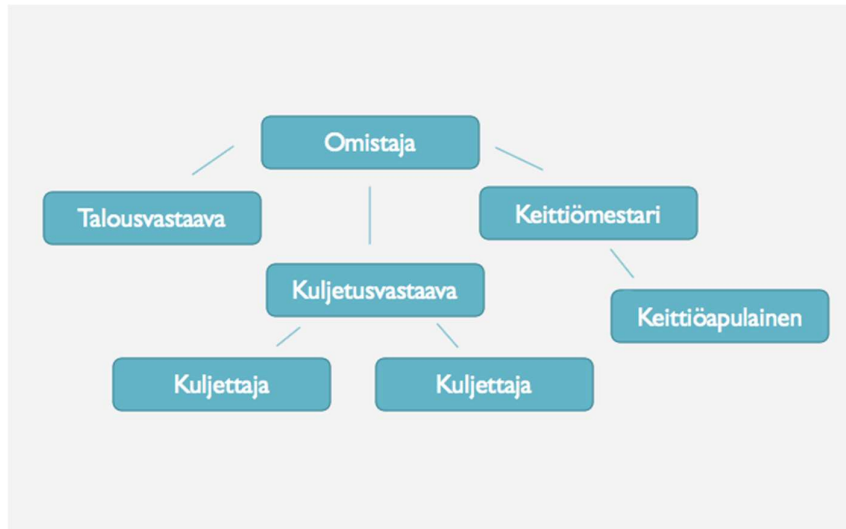 Omistaja
Talousvastaava
Keittiömestari
Kuljetusvastaava
Keittiöapulainen
Kuljettaja
Kuljettaja